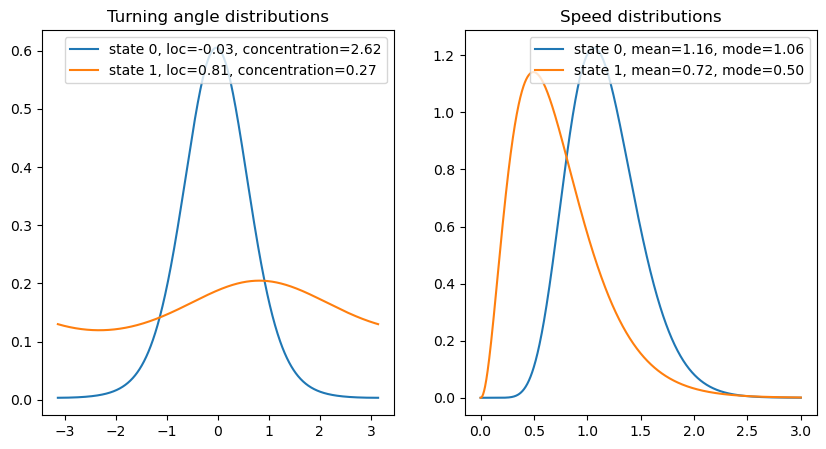 Turning angle distributions
state 0, loc=-0.03, concentration=2.62
state 1, loc=0.81, concentration=0.27
0.6
0.5
0.4
0.3
0.2
0.1
0.0
−3 −2 −1 0 1 2 3
Speed distributions
state 0, mean=1.16, mode=1.06
state 1, mean=0.72, mode=0.50
1.2
1.0
0.8
0.6
0.4
0.2
0.0
0.0 0.5 1.0 1.5 2.0 2.5 3.0